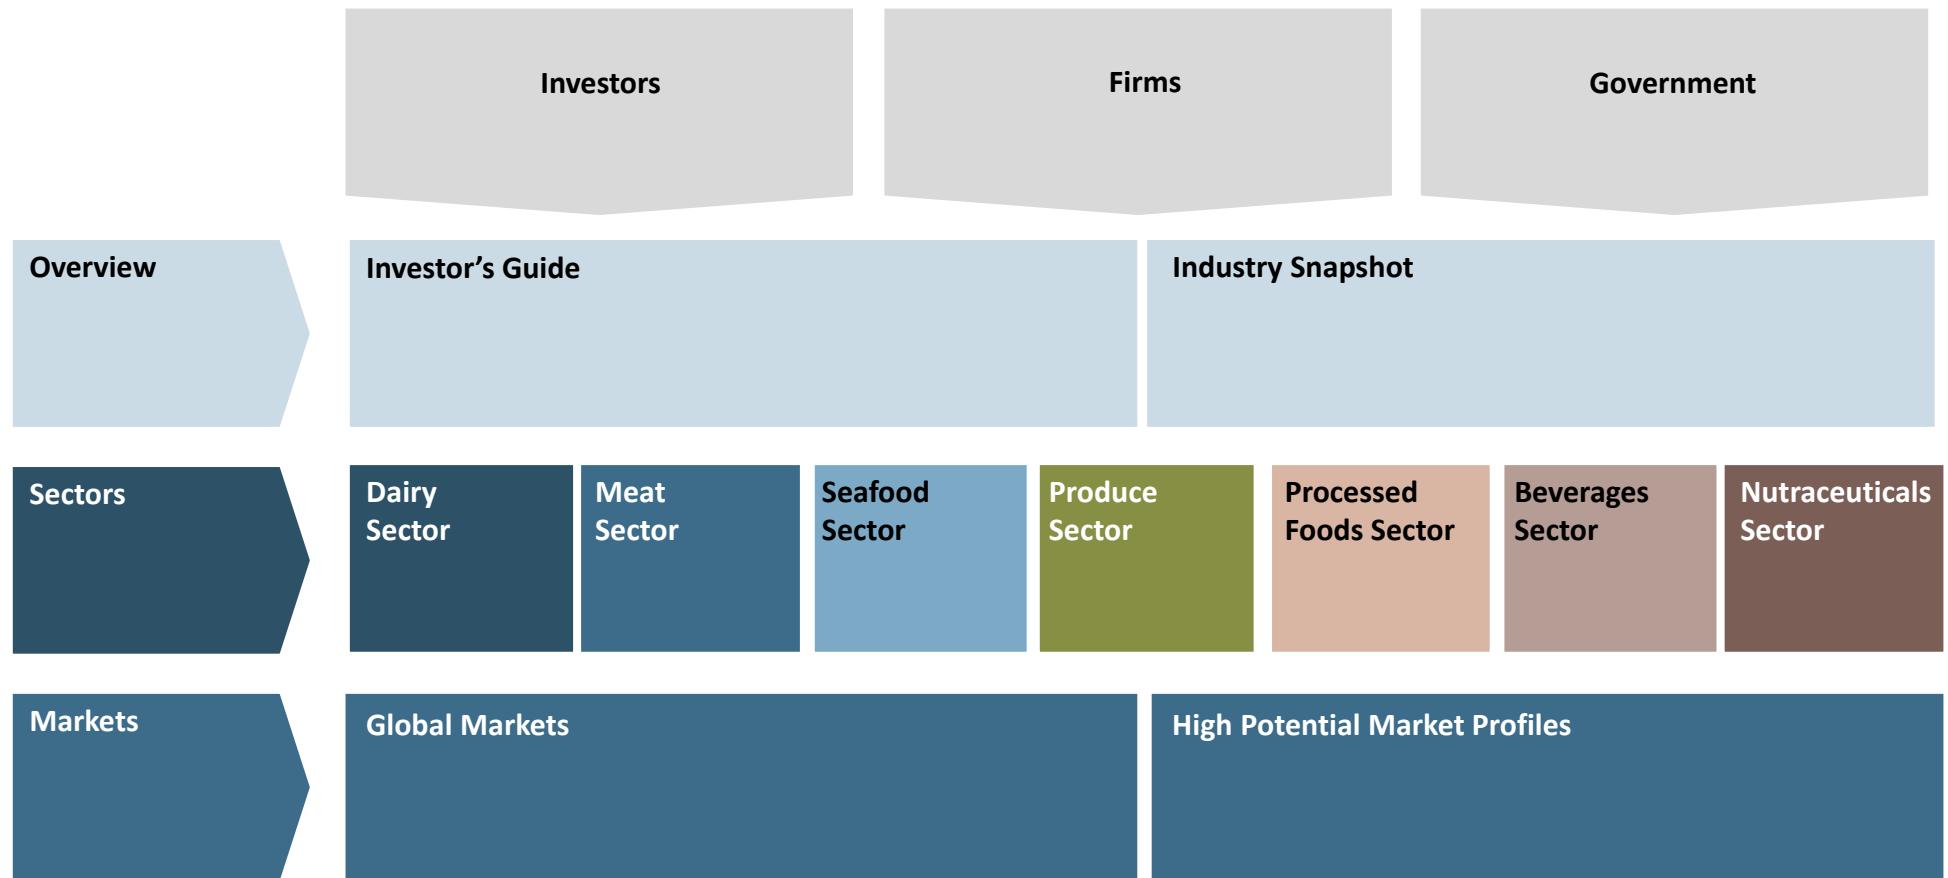 Investors
Firms
Government
Overview
Investor’s Guide
Industry Snapshot
Sectors
Dairy
Sector
Meat
Sector
Seafood
Sector
Produce
Sector
Processed
Foods Sector
Beverages
Sector
Nutraceuticals
Sector
Markets
Global Markets
High Potential Market Profiles